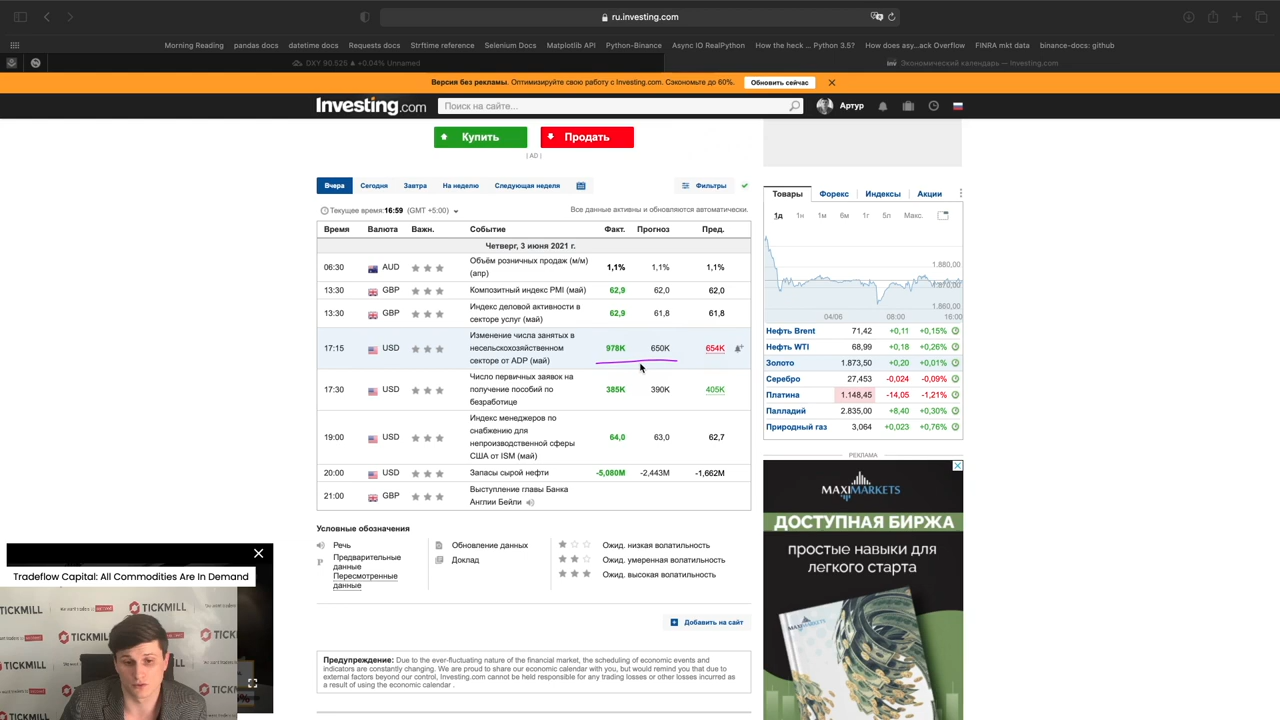 ru.investing.com
Morning Reading pandas docs datetime docs Requests docs Strftime reference Selenium Docs Matplotlib API Python-Binance Async IO RealPython How the heck ... Python 3.5? How does asy...ack Overflow FINRA mkt data binance-docs: github
DXY 90.525 ▲ +0.04% Unnamed
Экономический календарь — Investing.com
Версия без рекламы. Оптимизируйте свою работу с Investing.com. Сэкономьте до 60%. Обновить сейчас
Investing.com Поиск на сайте... Артур
Купить Продать
| AD |
Вчера Сегодня Завтра На неделю Следующая неделя Фильтры
Текущее время: 16:59 (GMT +5:00) Все данные активны и обновляются автоматически.
Время Валюта Важн. Событие Факт. Прогноз Пред.
Четверг, 3 июня 2021 г.
06:30 AUD Объём розничных продаж (м/м) 1,1% 1,1% 1,1%
(апр)
13:30 GBP Композитный индекс PMI (май) 62,9 62,0 62,0
13:30 GBP Индекс деловой активности в 62,9 61,8 61,8
секторе услуг (май)
Изменение числа занятых в
17:15 USD несельскохозяйственном 978K 650K 654K
секторе от ADP (май)
Число первичных заявок на
17:30 USD получение пособий по 385K 390K 405K
безработице
Индекс менеджеров по
снабжению для
19:00 USD непроизводственной сферы 64,0 63,0 62,7
США от ISM (май)
20:00 USD Запасы сырой нефти -5,080M -2,443M -1,662M
21:00 GBP Выступление главы Банка
Англии Бейли
Условные обозначения
Речь Обновление данных Ожид. низкая волатильность
Предварительные данные Доклад Ожид. умеренная волатильность
Пересмотренные данные Ожид. высокая волатильность
Добавить на сайт
Предупреждение: Due to the ever-fluctuating nature of the financial market, the scheduling of economic events and
indicators are constantly changing. We are proud to share our economic calendar with you, but would remind you that due to
external factors beyond our control, Investing.com cannot be held responsible for any trading losses or other losses incurred
as a result of using the economic calendar .
Товары Форекс Индексы Акции
1д 1н 1м 6м 1г 5л Макс.
1.880,00
1.870,00
1.860,00
04/06 08:00 16:00
Нефть Brent 71,42 +0,11 +0,15%
Нефть WTI 68,99 +0,18 +0,26%
Золото 1.873,50 +0,20 +0,01%
Серебро 27,453 -0,024 -0,09%
Платина 1.148,45 -14,05 -1,21%
Палладий 2.835,00 +8,40 +0,30%
Природный газ 3,064 +0,023 +0,76%
РЕКЛАМА
MAXIMARKETS
ДОСТУПНАЯ БИРЖА
простые навыки для
легкого старта
Tradeflow Capital: All Commodities Are In Demand
TICKMILL
TICKMILL
TICKMILL